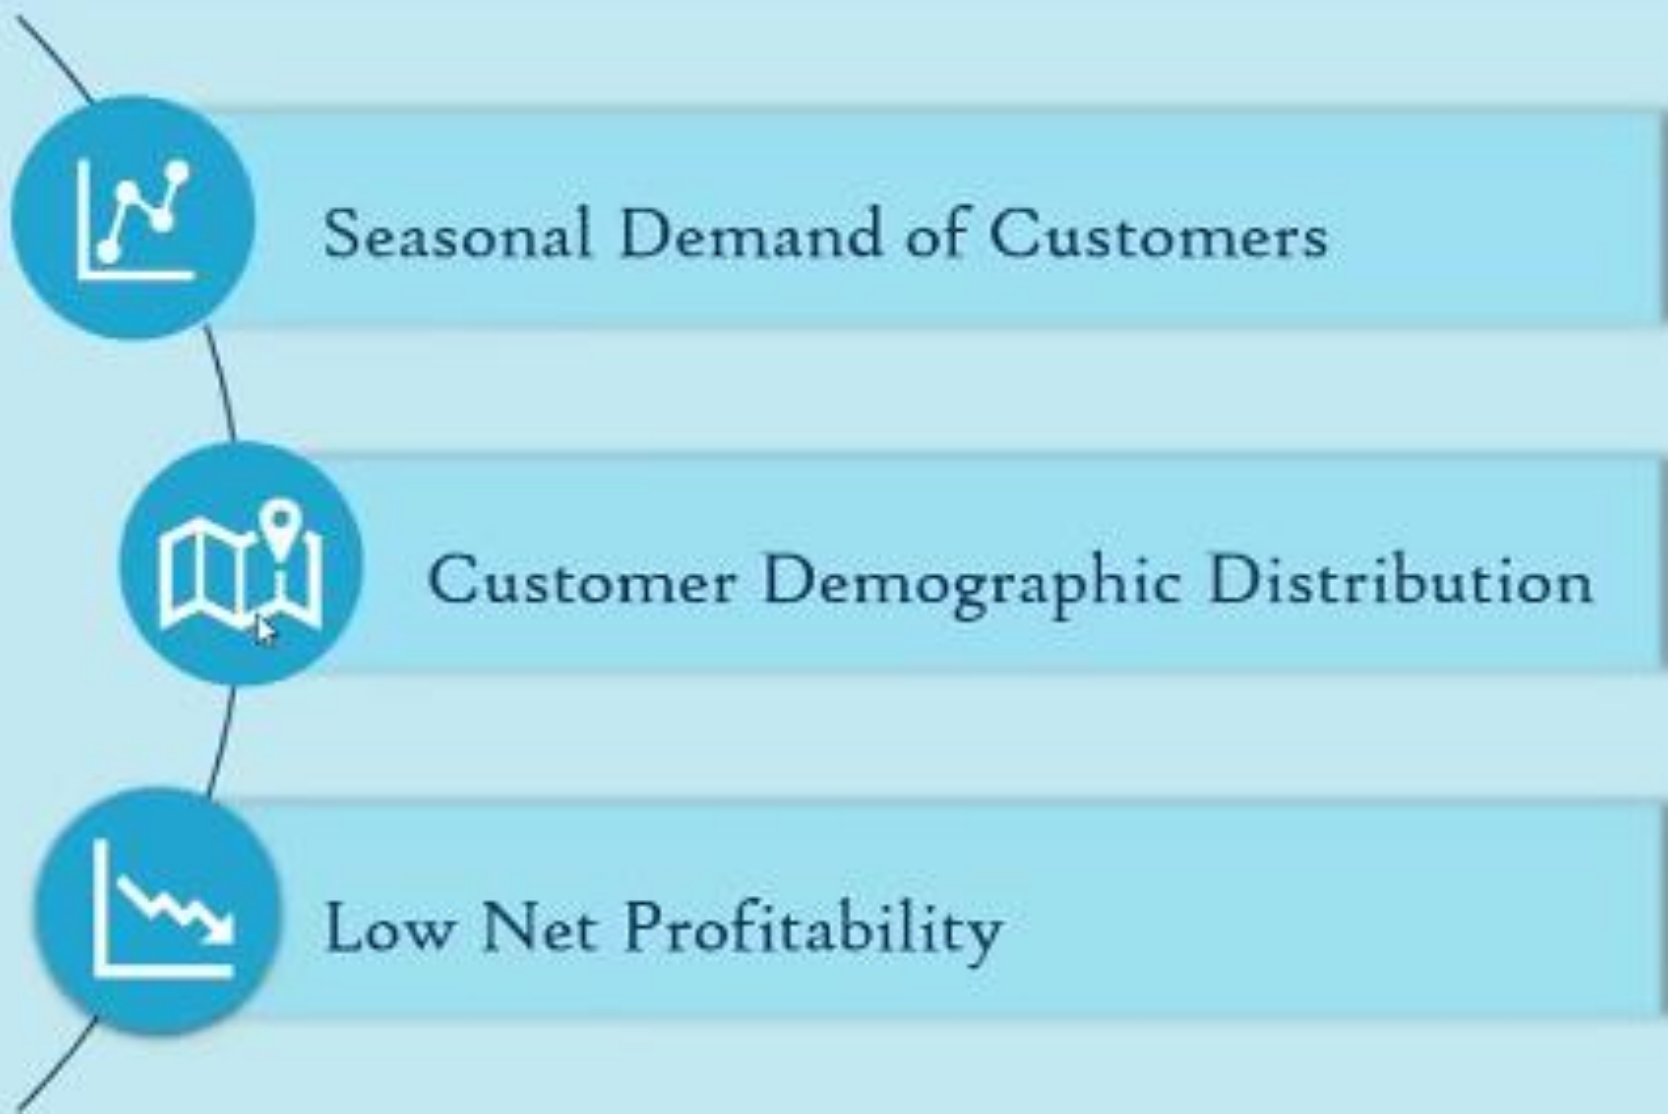 Seasonal Demand of Customers
Customer Demographic Distribution
Low Net Profitability